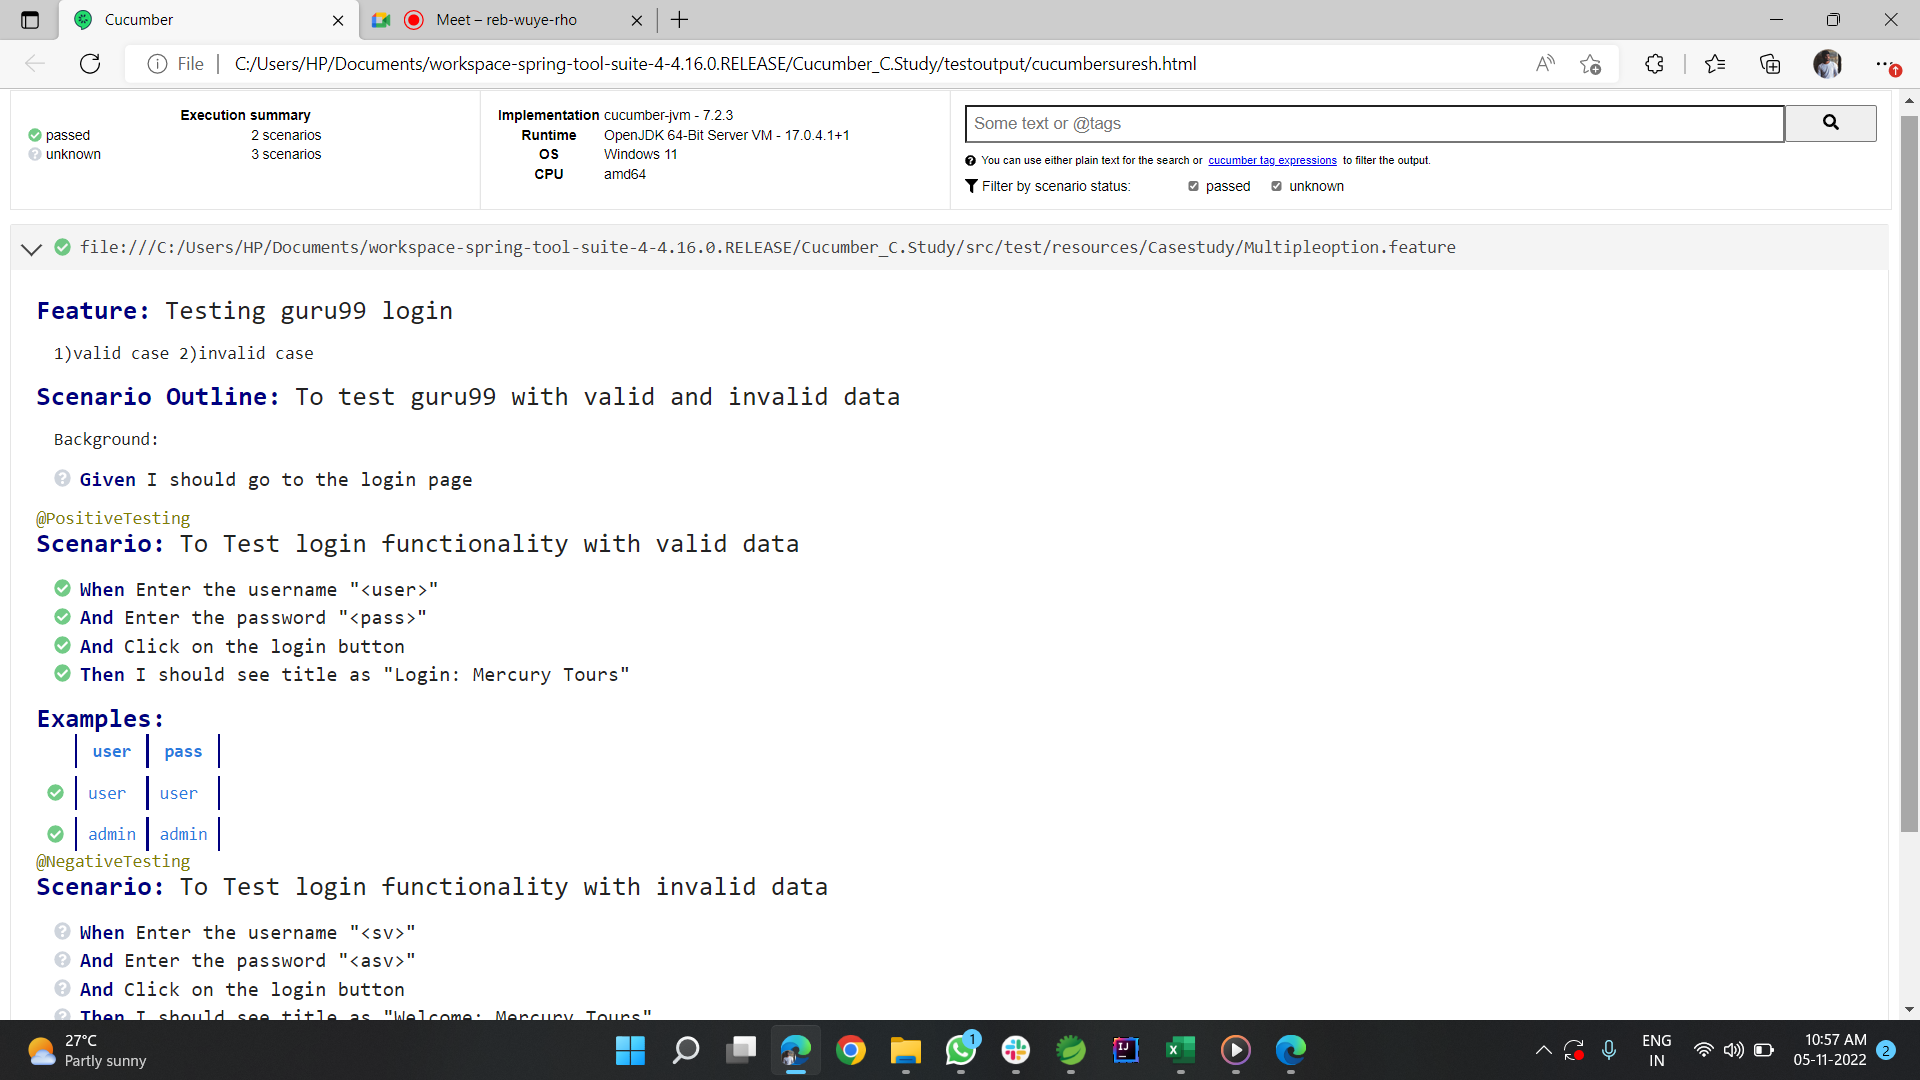 Cucumber
Meet – reb-wuye-rho
File
C:/Users/HP/Documents/workspace-spring-tool-suite-4-4.16.0.RELEASE/Cucumber_C.Study/testoutput/cucumbersuresh.html
Execution summary
passed 2 scenarios
unknown 3 scenarios
Implementation cucumber-jvm - 7.2.3
Runtime OpenJDK 64-Bit Server VM - 17.0.4.1+1
OS Windows 11
CPU amd64
Some text or @tags
You can use either plain text for the search or cucumber tag expressions to filter the output.
Filter by scenario status: passed unknown
file:///C:/Users/HP/Documents/workspace-spring-tool-suite-4-4.16.0.RELEASE/Cucumber_C.Study/src/test/resources/Casestudy/Multipleoption.feature
Feature: Testing guru99 login
1)valid case 2)invalid case
Scenario Outline: To test guru99 with valid and invalid data
Background:
Given I should go to the login page
@PositiveTesting
Scenario: To Test login functionality with valid data
When Enter the username "<user>"
And Enter the password "<pass>"
And Click on the login button
Then I should see title as "Login: Mercury Tours"
Examples:
user pass
user user
admin admin
@NegativeTesting
Scenario: To Test login functionality with invalid data
When Enter the username "<sv>"
And Enter the password "<asv>"
And Click on the login button
Then I should see title as "Welcome: Mercury Tours"
27°C
Partly sunny
1
ENG
IN
10:57 AM
05-11-2022
2